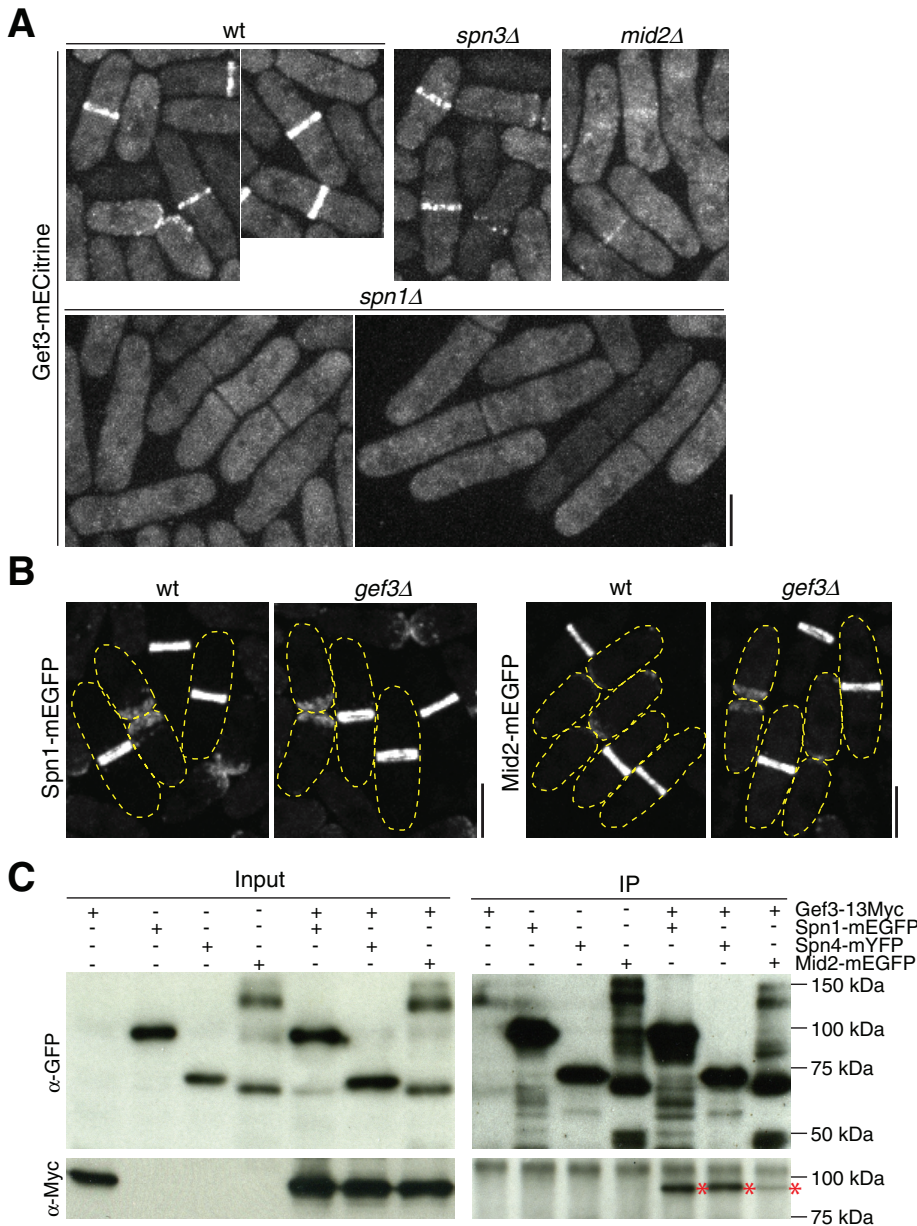 A
wt
spn3Δ
mid2Δ
Gef3-mECitrine
spn1Δ
B
wt
gef3Δ
wt
gef3Δ
Spn1-mEGFP
Mid2-mEGFP
C
Input
IP
+ - - - + + + + - - - + + + Gef3-13Myc
- + - - + - - - + - - + - - Spn1-mEGFP
- - + - - + - - - + - - + - Spn4-mYFP
- - - + - - + - - - + - - + Mid2-mEGFP
α-GFP
150 kDa
100 kDa
75 kDa
50 kDa
α-Myc
100 kDa
* * *
75 kDa